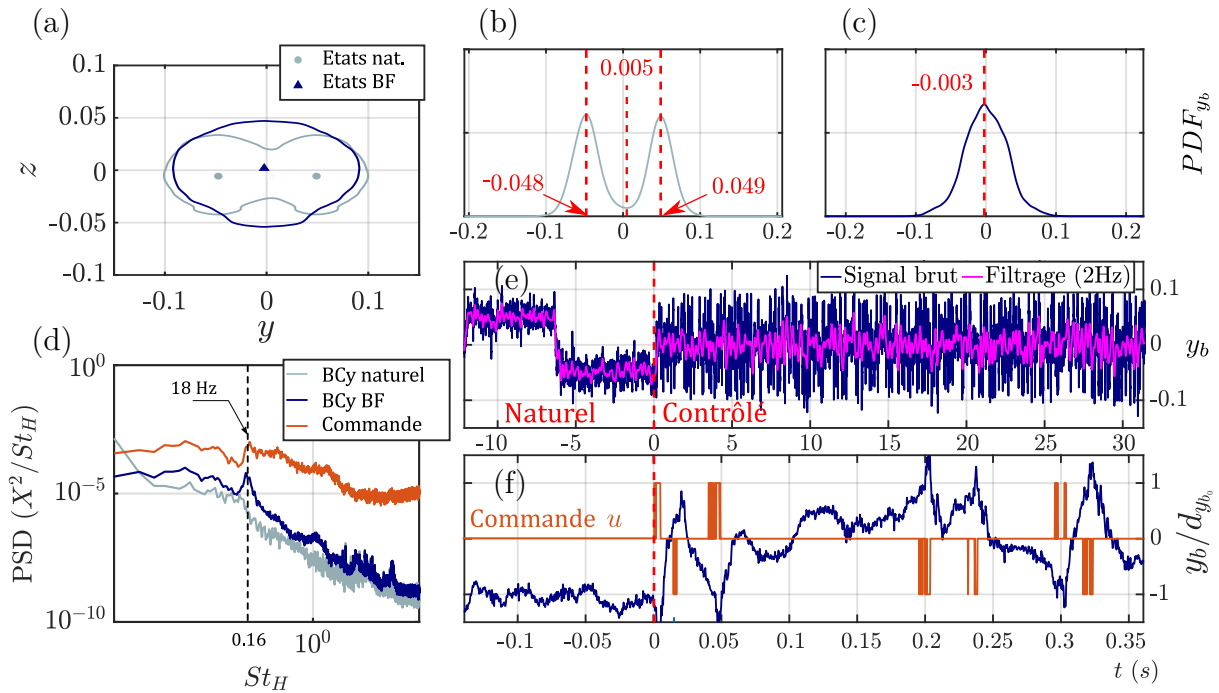 (a)
Etats nat.
Etats BF
0.1
0.05
0
-0.05
-0.1
z
-0.1
0
0.1
y
(b)
0.005
-0.048
0.049
-0.2
-0.1
0
0.1
0.2
(c)
-0.003
-0.2
-0.1
0
0.1
0.2
PDF_{y_b}
(d)
BCy naturel
BCy BF
Commande
18 Hz
10^0
10^{-5}
10^{-10}
PSD (X^2/St_H)
0.16
10^0
St_H
(e)
Signal brut
Filtrage (2Hz)
Naturel
Contrôlé
0.1
0
-0.1
y_b
-10
-5
0
5
10
15
20
25
30
(f)
Commande u
1
0
-1
y_b/d_{y_{b_0}}
-0.1
-0.05
0
0.05
0.1
0.15
0.2
0.25
0.3
0.35
t (s)